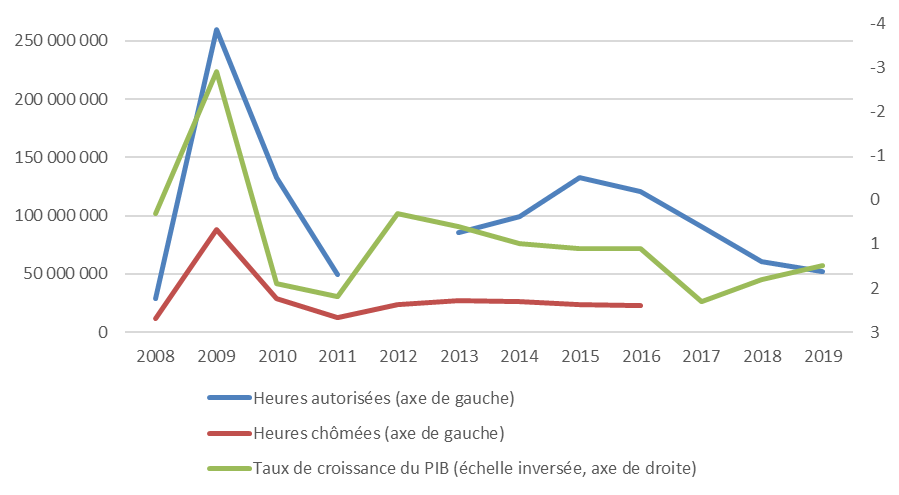 250 000 000
200 000 000
150 000 000
100 000 000
50 000 000
0
-4
-3
-2
-1
0
1
2
3
2008 2009 2010 2011 2012 2013 2014 2015 2016 2017 2018 2019
Heures autorisées (axe de gauche)
Heures chômées (axe de gauche)
Taux de croissance du PIB (échelle inversée, axe de droite)